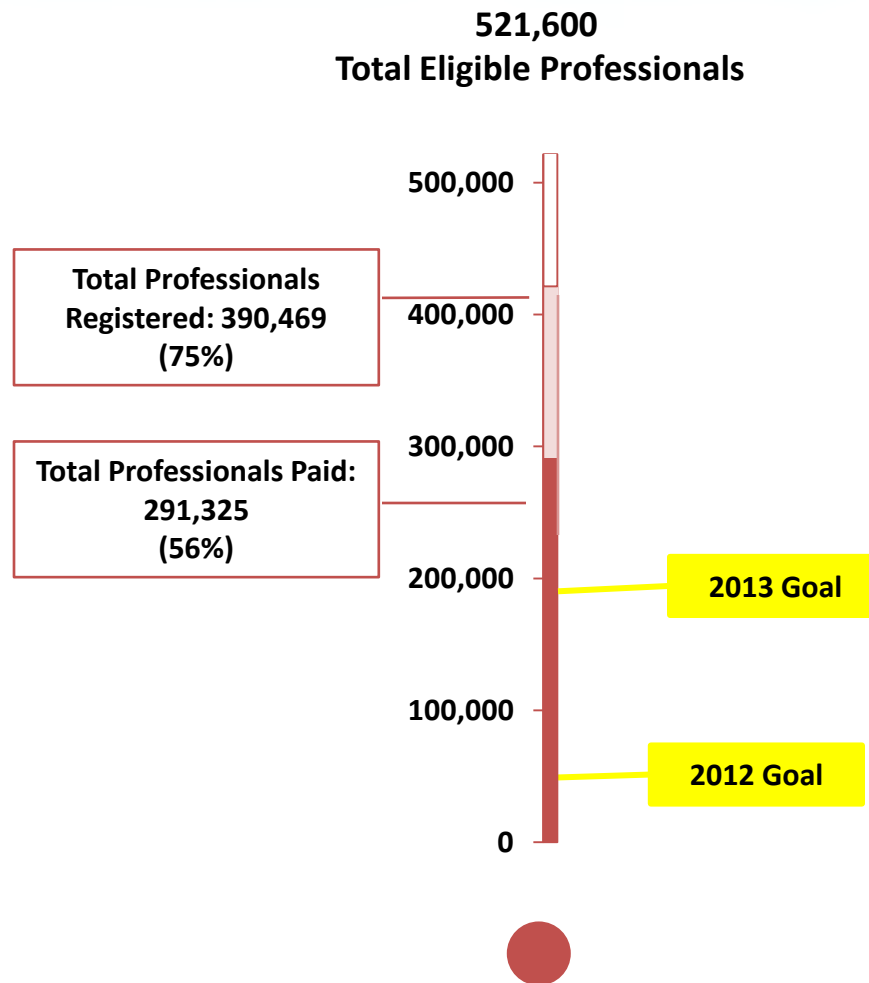 521,600
Total Eligible Professionals
500,000
Total Professionals
Registered: 390,469
(75%)
400,000
300,000
Total Professionals Paid:
291,325
(56%)
200,000
2013 Goal
100,000
2012 Goal
0